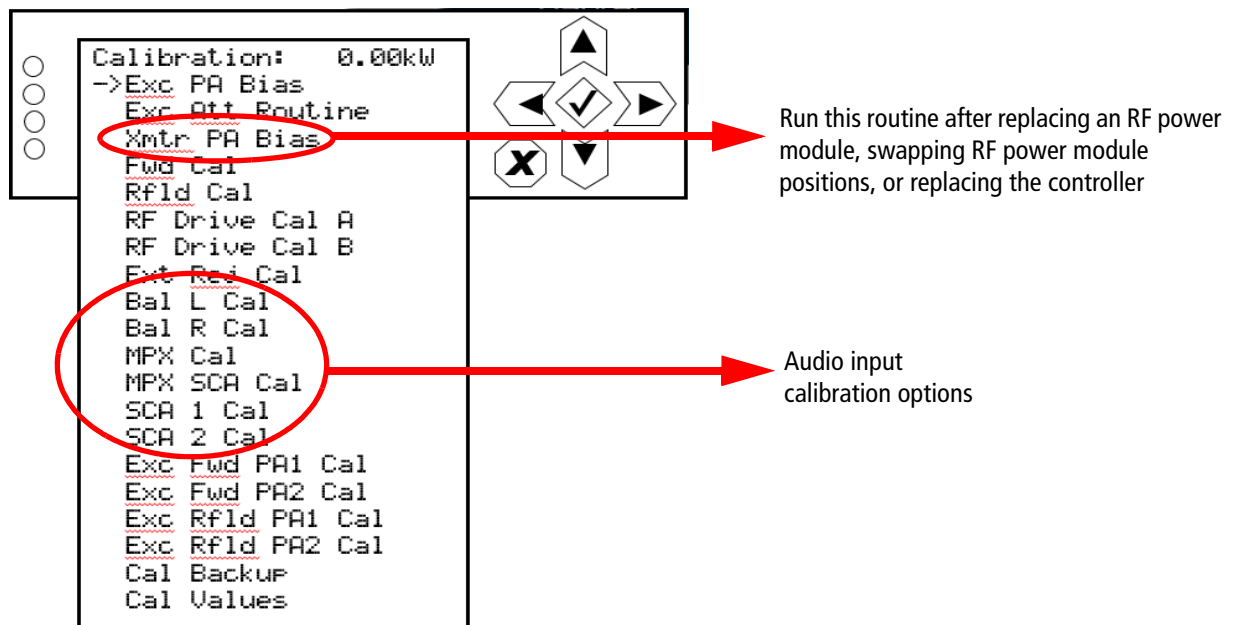 Calibration: 0.00kW
->Exc PA Bias
Exc Att Routine
Xmtr PA Bias
Fwd Cal
Rfld Cal
RF Drive Cal A
RF Drive Cal B
Ext Rej Cal
Bal L Cal
Bal R Cal
MPX Cal
MPX SCA Cal
SCA 1 Cal
SCA 2 Cal
Exc Fwd PA1 Cal
Exc Fwd PA2 Cal
Exc Rfld PA1 Cal
Exc Rfld PA2 Cal
Cal Backup
Cal Values
X
Run this routine after replacing an RF power
module, swapping RF power module
positions, or replacing the controller
Audio input
calibration options